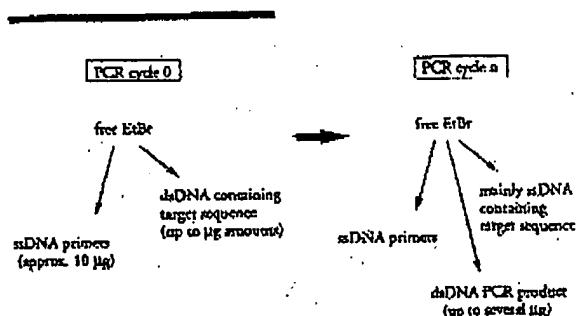 PCR cycle 0
free EtBr
dsDNA containing
target sequence
(up to µg amounts)
ssDNA primers
(approx. 10 µg)
PCR cycle n
free EtBr
mainly ssDNA
containing
target sequence
ssDNA primers
dsDNA PCR product
(up to several µg)